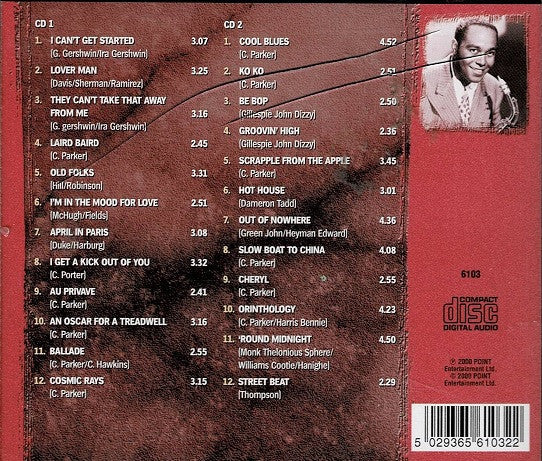 CD 1
1. I CAN'T GET STARTED 3.07
(G. Gershwin/Ira Gershwin)
2. LOVER MAN 3.25
(Davis/Sherman/Ramirez)
3. THEY CAN'T TAKE THAT AWAY
FROM ME 3.16
(G. gershwin/Ira Gershwin)
4. LAIRD BAIRD 2.45
(C. Parker)
5. OLD FOLKS 3.31
(Hill/Robinson)
6. I'M IN THE MOOD FOR LOVE 2.51
(McHugh/Fields)
7. APRIL IN PARIS 3.08
(Duke/Harburg)
8. I GET A KICK OUT OF YOU 3.32
(C. Porter)
9. AU PRIVAVE 2.41
(C. Parker)
10. AN OSCAR FOR A TREADWELL 3.16
(C. Parker)
11. BALLADE 2.55
(C. Parker/C. Hawkins)
12. COSMIC RAYS 3.15
(C. Parker)
CD 2
1. COOL BLUES 4.52
(C. Parker)
2. KO KO 2.51
(C. Parker)
3. BE BOP 2.50
(Gillespie John Dizzy)
4. GROOVIN' HIGH 2.36
(Gillespie John Dizzy)
5. SCRAPPLE FROM THE APPLE 3.45
(C. Parker)
6. HOT HOUSE 3.01
(Dameron Tadd)
7. OUT OF NOWHERE 4.36
(Green John/Heyman Edward)
8. SLOW BOAT TO CHINA 4.08
(C. Parker)
9. CHERYL 2.55
(C. Parker)
10. ORINTHOLOGY 4.23
(C. Parker/Harris Bennie)
11. 'ROUND MIDNIGHT 4.50
(Monk Thelonious Sphere/
Williams Cootie/Hanighe)
12. STREET BEAT 2.29
(Thompson)
6103
COMPACT
disc
DIGITAL AUDIO
℗ 2000 POINT
Entertainment Ltd.
© 2000 POINT
Entertainment Ltd.
5 029365 610322